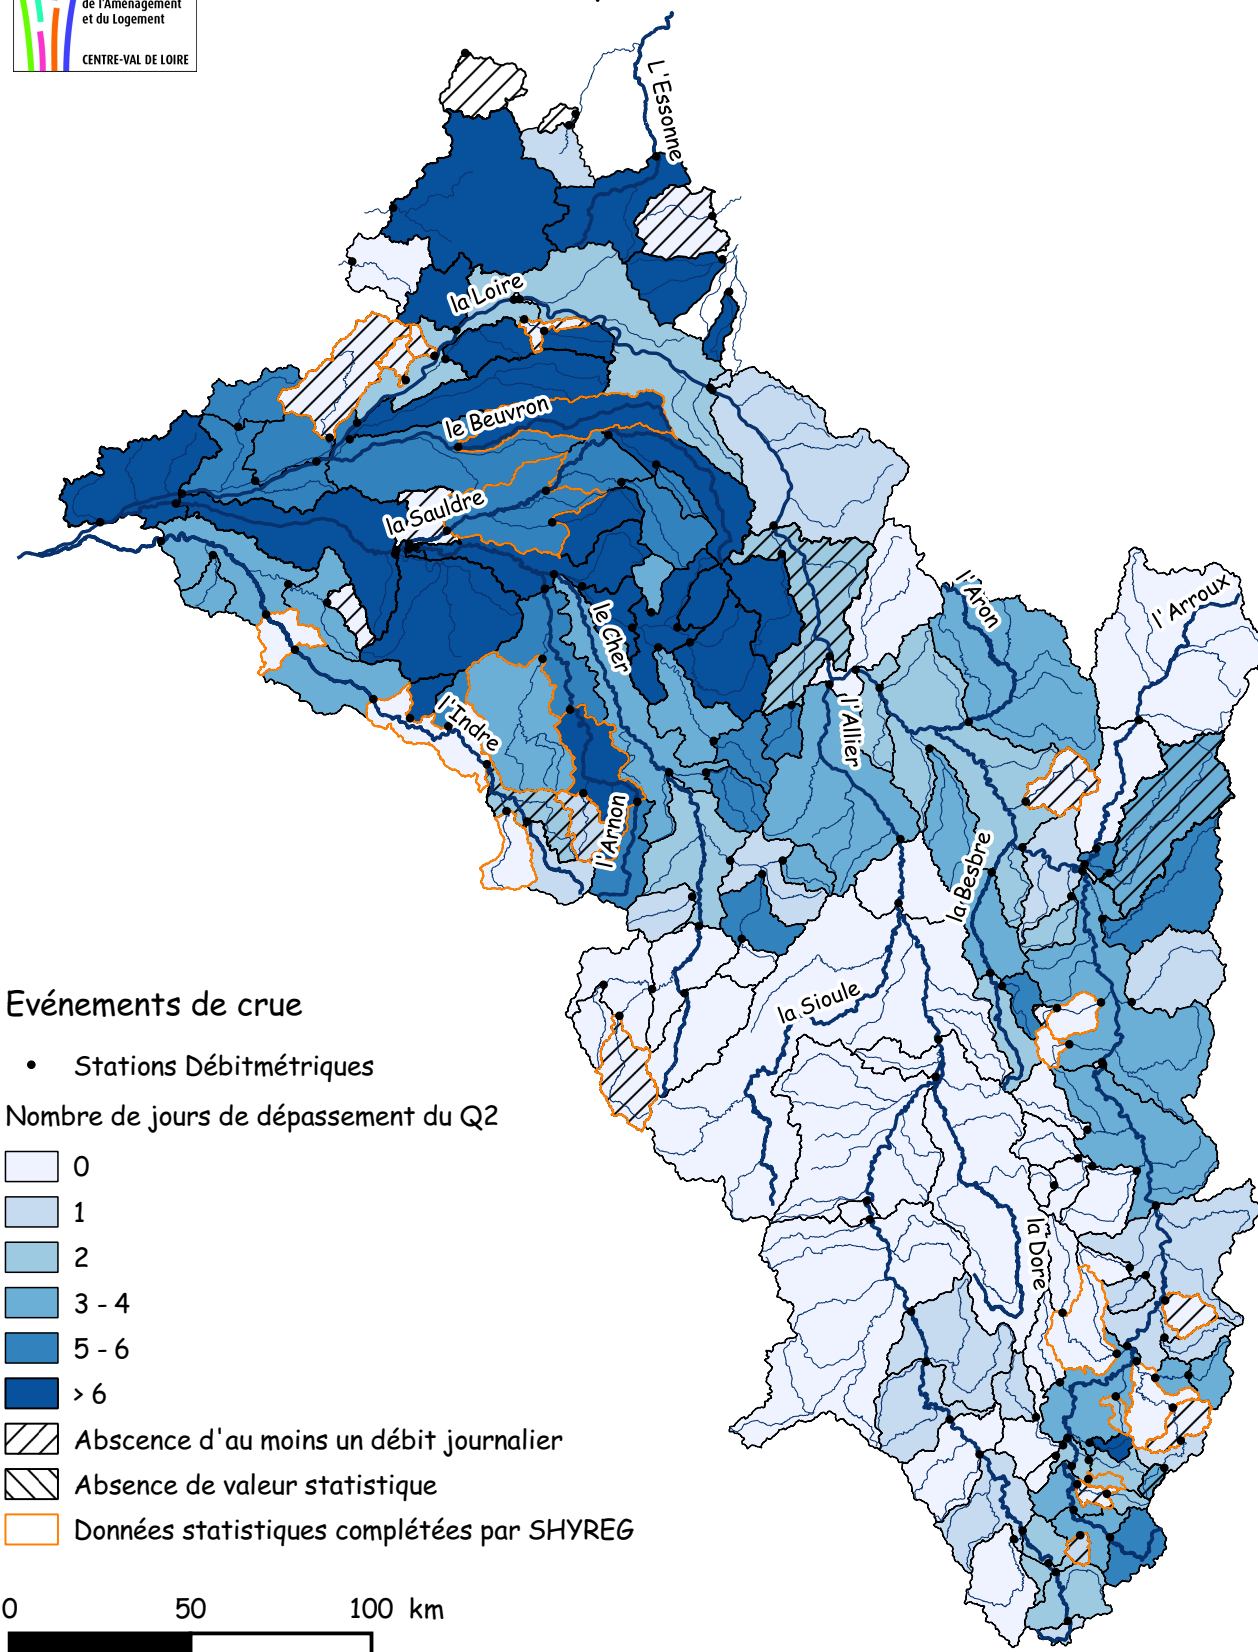 de l'Aménagement
et du Logement
CENTRE-VAL DE LOIRE
L'Essonne
la Loire
le Beuvron
la Sauldre
le Cher
l'Aron
l' Arroux
l'Indre
l'Allier
l'Arnon
la Besbre
la Sioule
la Dore
Evénements de crue
Stations Débitmétriques
Nombre de jours de dépassement du Q2
0
1
2
3 - 4
5 - 6
> 6
Abscence d'au moins un débit journalier
Absence de valeur statistique
Données statistiques complétées par SHYREG
0 50 100 km